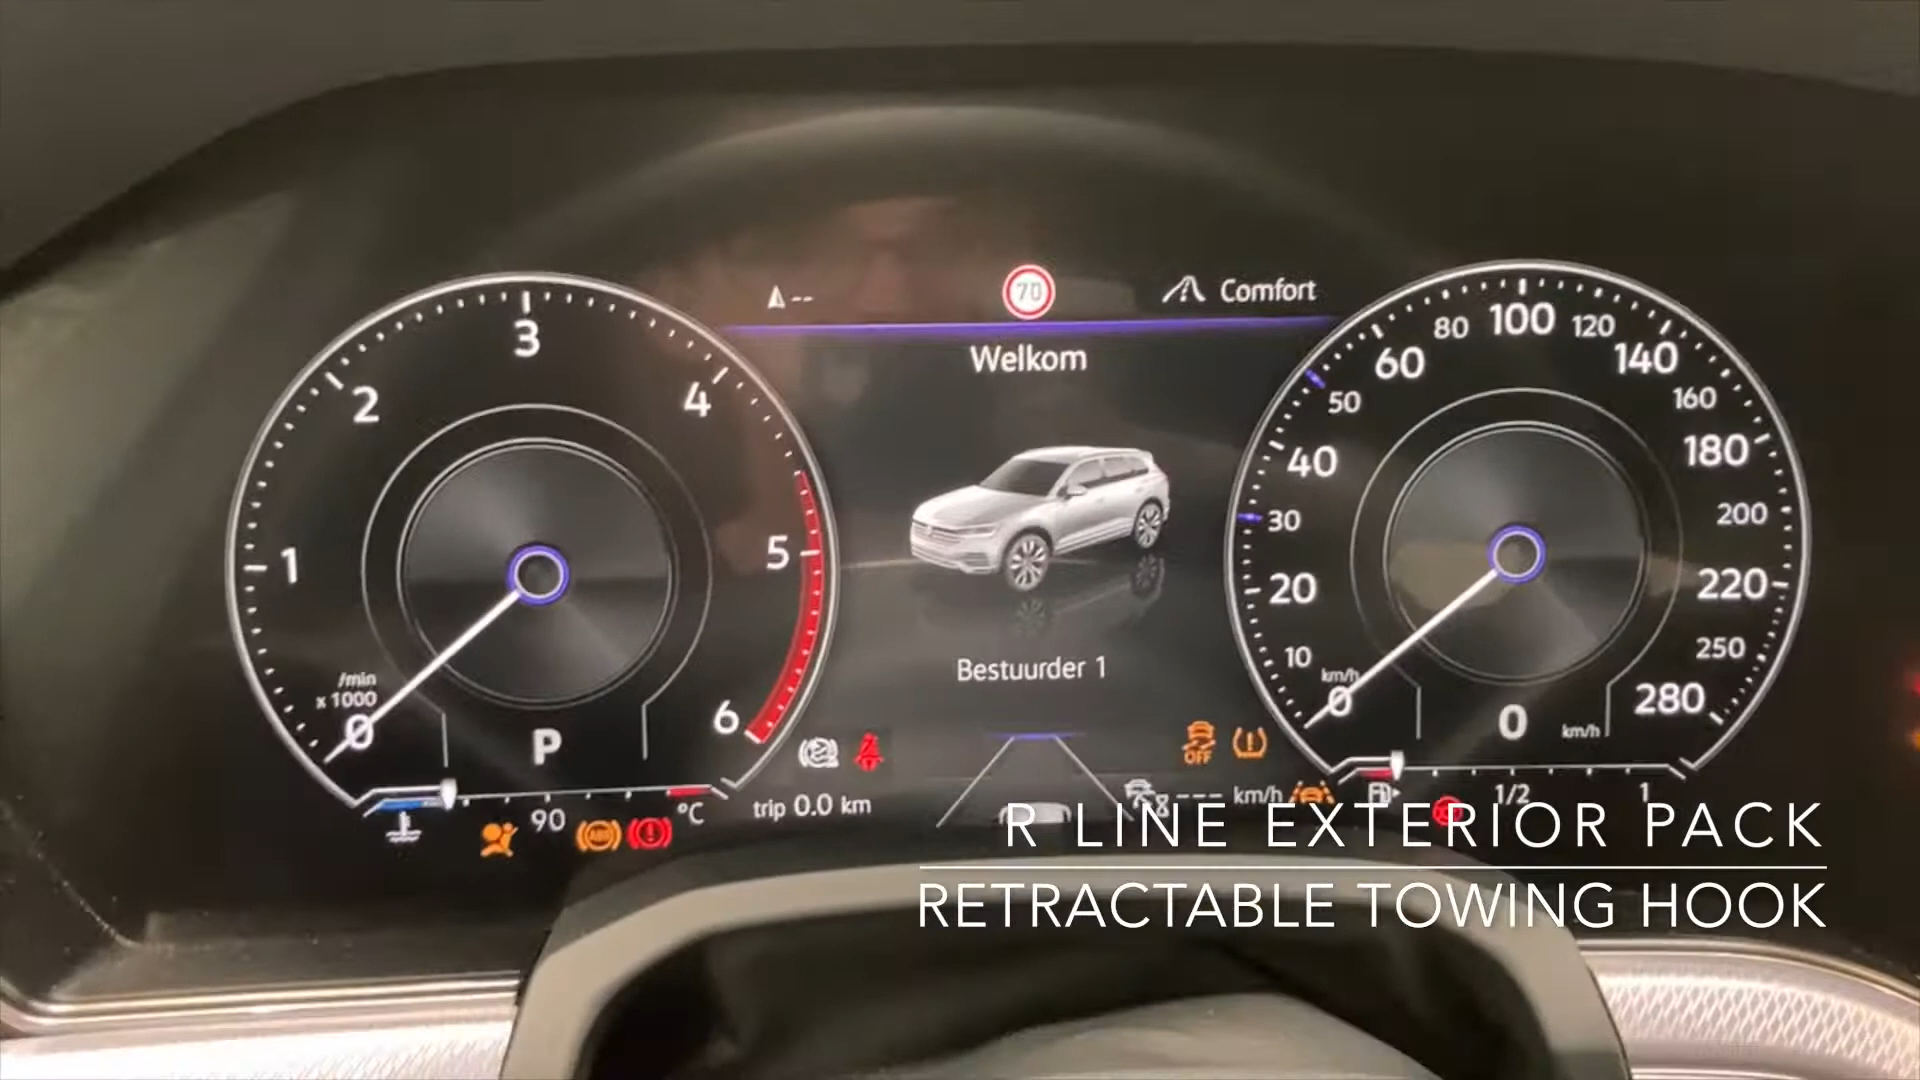 --
70
Comfort
Welkom
Bestuurder 1
0
1
2
3
4
5
6
/min
x 1000
P
90
°C
ABS
trip 0.0 km
OFF
--- km/h
0
10
20
30
40
50
60
80
100
120
140
160
180
200
220
250
280
km/h
0 km/h
1/2
1
R LINE EXTERIOR PACK
RETRACTABLE TOWING HOOK